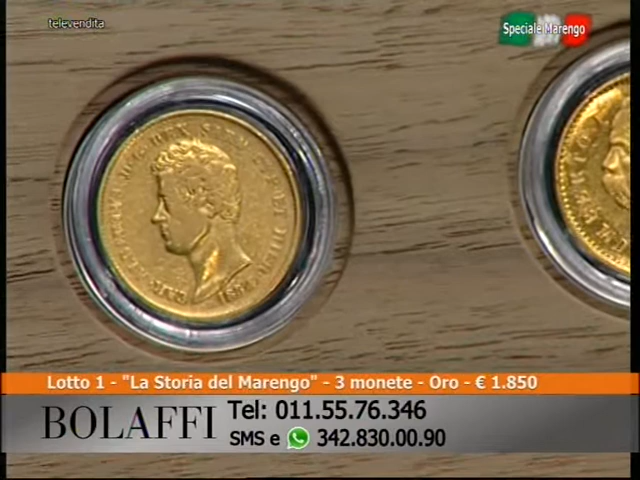 televendita
Speciale Marengo
Lotto 1 - "La Storia del Marengo" - 3 monete - Oro - € 1.850
BOLAFFI
Tel: 011.55.76.346
SMS e 342.830.00.90